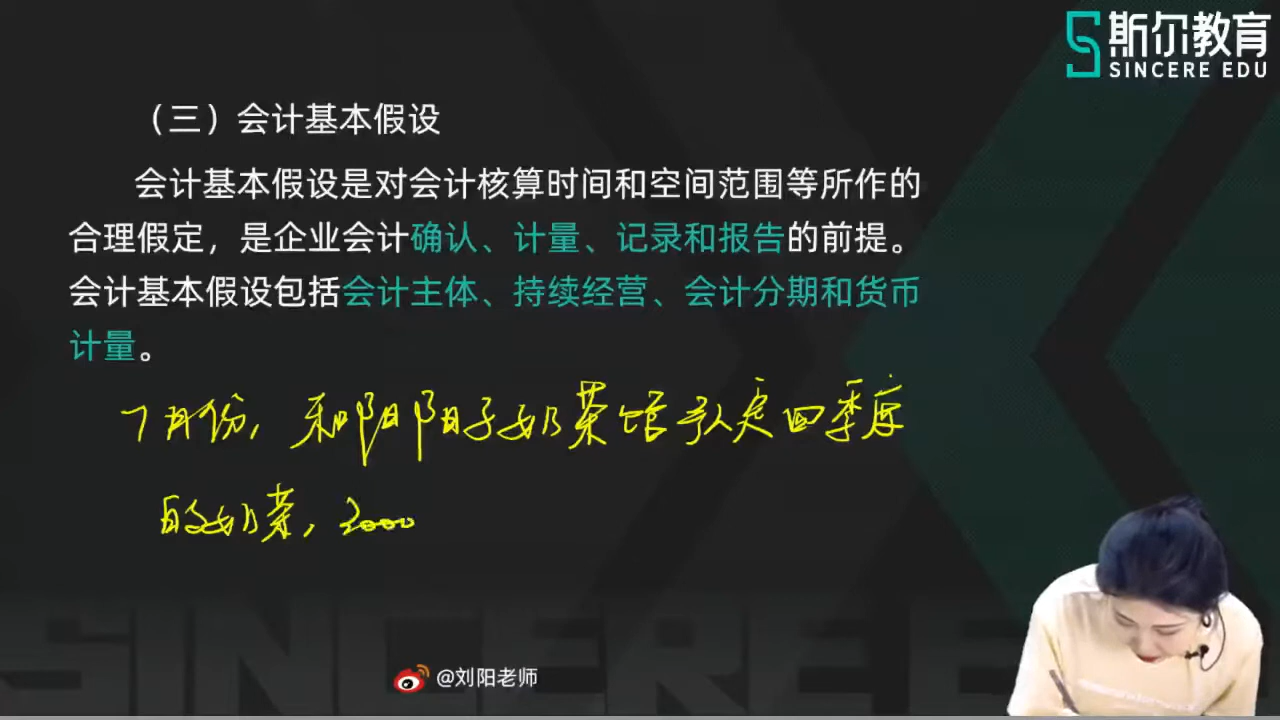 斯尔教育
SINCERE EDU
（三）会计基本假设
会计基本假设是对会计核算时间和空间范围等所作的
合理假定，是企业会计确认、计量、记录和报告的前提。
会计基本假设包括会计主体、持续经营、会计分期和货币
计量。
7月份，和阳阳子奶茶馆预定四季度
的奶茶，2000
SINCERE E
@刘阳老师